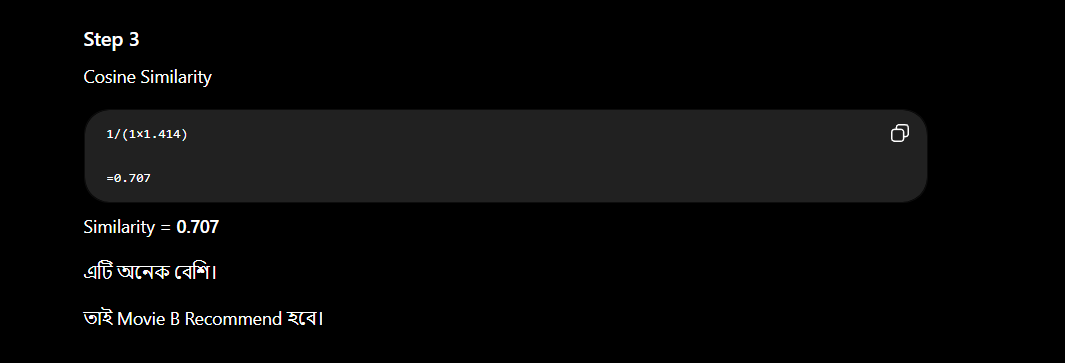 Step 3
Cosine Similarity
1/(1×1.414)
=0.707
Similarity = 0.707
এটি অনেক বেশি।
তাই Movie B Recommend হবে।